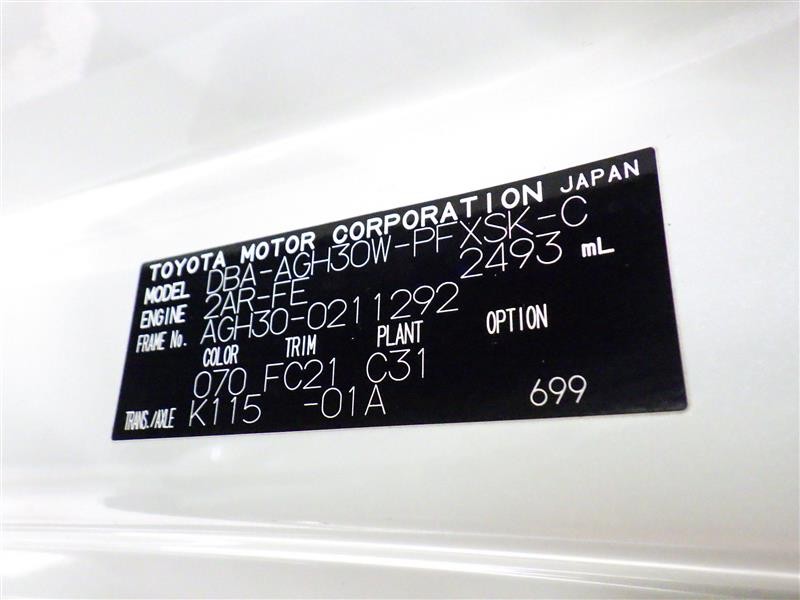 TOYOTA MOTOR CORPORATION JAPAN
MODEL DBA-AGH30W-PFXSK-C
ENGINE 2AR-FE 2493 mL
FRAME No. AGH30-0211292
COLOR TRIM PLANT OPTION
070 FC21 C31
TRANS./AXLE K115 -01A 699